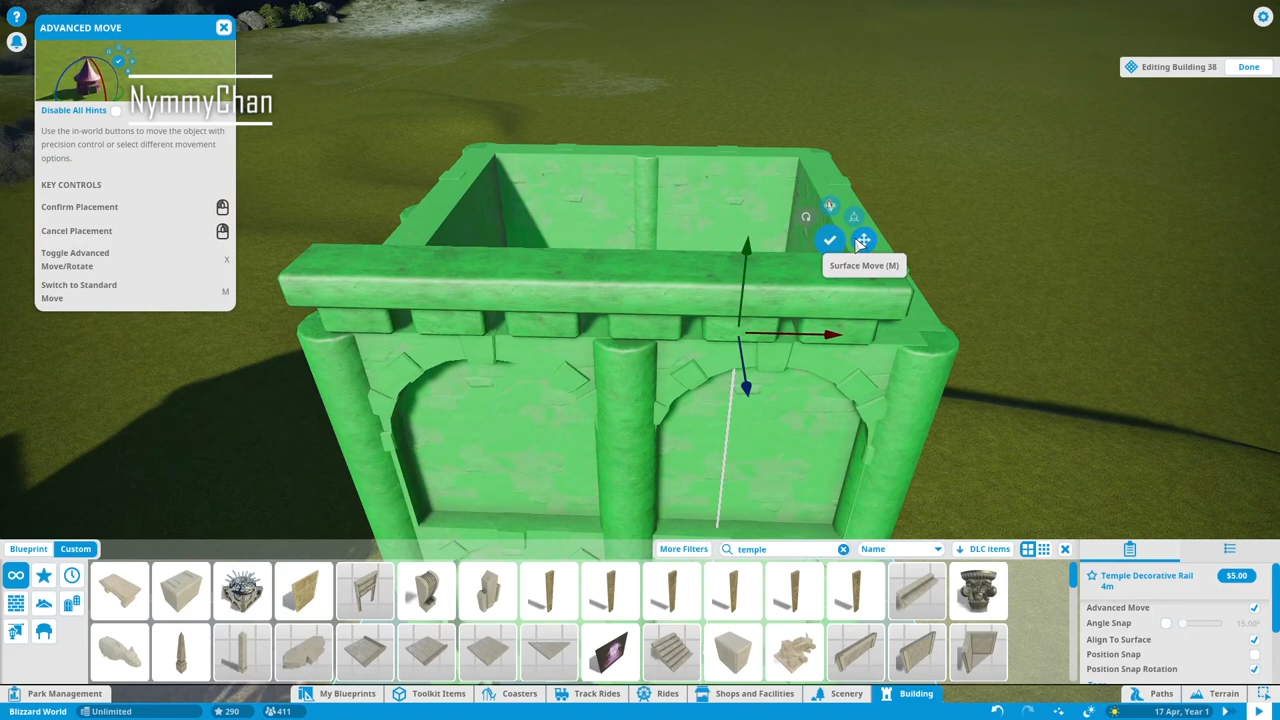 ADVANCED MOVE
NymmyChan
Disable All Hints
Use the in-world buttons to move the object with
precision control or select different movement
options.
KEY CONTROLS
Confirm Placement
Cancel Placement
Toggle Advanced
Move/Rotate
X
Switch to Standard
Move
M
Editing Building 38
Done
Surface Move (M)
Blueprint
Custom
More Filters
temple
Name
DLC items
Temple Decorative Rail
4m
$5.00
Advanced Move
Angle Snap
15.00°
Align To Surface
Position Snap
Position Snap Rotation
Park Management
My Blueprints
Toolkit Items
Coasters
Track Rides
Rides
Shops and Facilities
Scenery
Building
Paths
Terrain
Blizzard World
Unlimited
290
411
17 Apr, Year 1